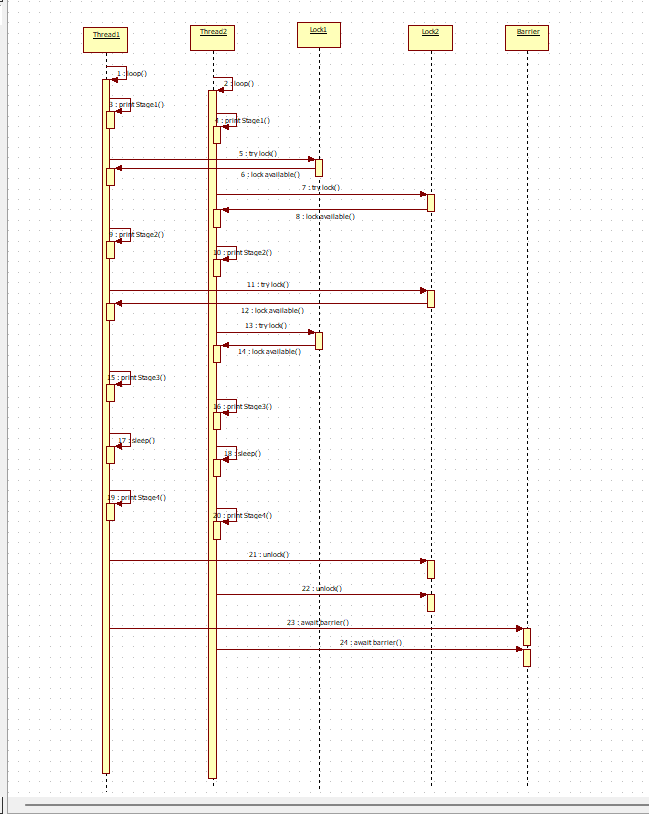 Thread1
Thread2
Lock1
Lock2
Barrier
1 : loop()
2 : loop()
3 : print Stage1()
4 : print Stage1()
5 : try lock()
6 : lock available()
7 : try lock()
8 : lock available()
9 : print Stage2()
10 : print Stage2()
11 : try lock()
12 : lock available()
13 : try lock()
14 : lock available()
15 : print Stage3()
16 : print Stage3()
17 : sleep()
18 : sleep()
19 : print Stage4()
20 : print Stage4()
21 : unlock()
22 : unlock()
23 : await barrier()
24 : await barrier()